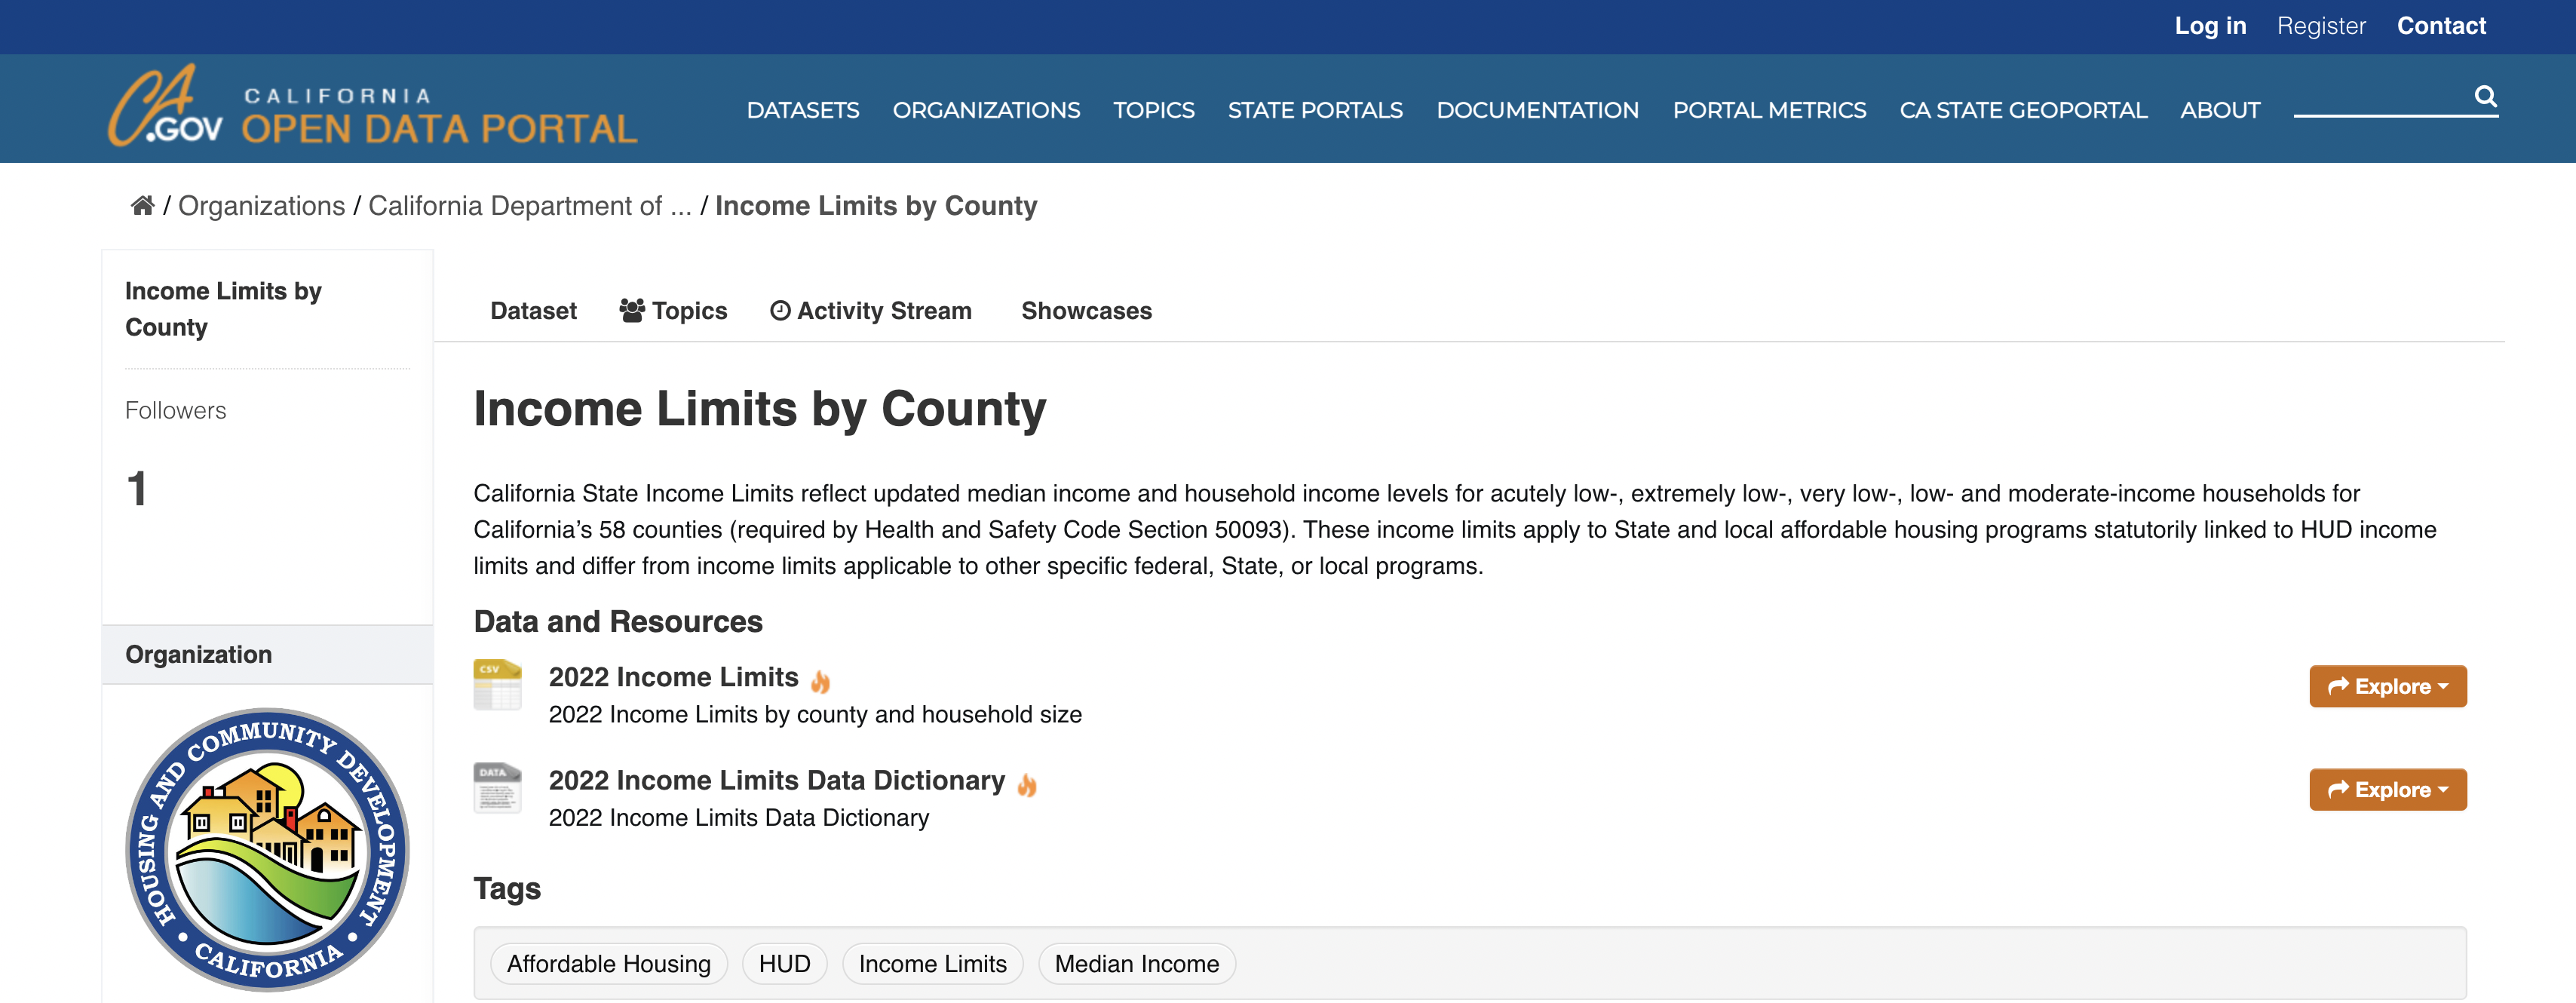 Log in Register Contact
CA.GOV CALIFORNIA
OPEN DATA PORTAL
DATASETS ORGANIZATIONS TOPICS STATE PORTALS DOCUMENTATION PORTAL METRICS CA STATE GEOPORTAL ABOUT
/ Organizations / California Department of ... / Income Limits by County
Income Limits by
County
Followers
1
Organization
HOUSING AND COMMUNITY DEVELOPMENT
• CALIFORNIA •
Dataset Topics Activity Stream Showcases
Income Limits by County
California State Income Limits reflect updated median income and household income levels for acutely low-, extremely low-, very low-, low- and moderate-income households for
California’s 58 counties (required by Health and Safety Code Section 50093). These income limits apply to State and local affordable housing programs statutorily linked to HUD income
limits and differ from income limits applicable to other specific federal, State, or local programs.
Data and Resources
CSV
2022 Income Limits
2022 Income Limits by county and household size
Explore
DATA
2022 Income Limits Data Dictionary
2022 Income Limits Data Dictionary
Explore
Tags
Affordable Housing HUD Income Limits Median Income